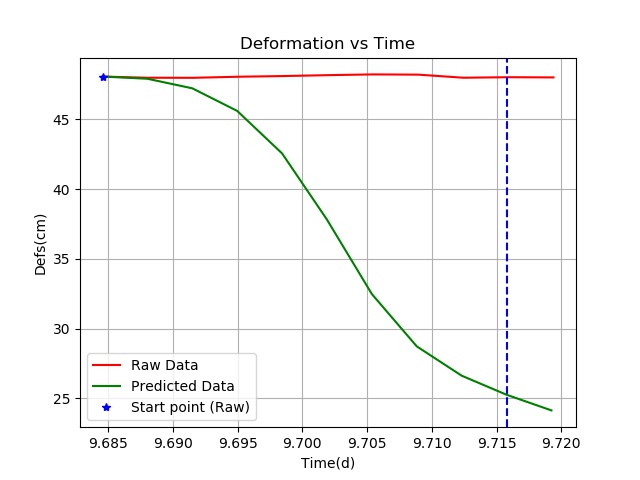 Deformation vs Time
Defs(cm)
45
40
35
30
25
Raw Data
Predicted Data
Start point (Raw)
9.685 9.690 9.695 9.700 9.705 9.710 9.715 9.720
Time(d)